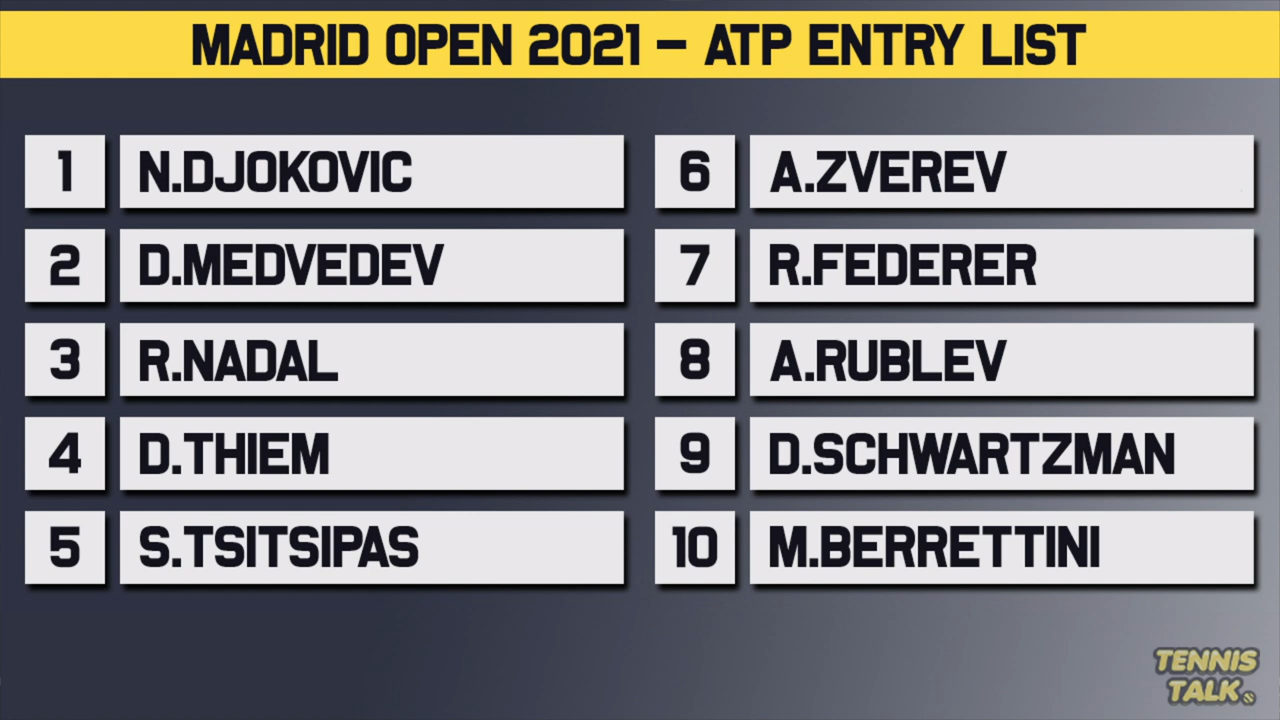 MADRID OPEN 2021 – ATP ENTRY LIST
1 N.DJOKOVIC
2 D.MEDVEDEV
3 R.NADAL
4 D.THIEM
5 S.TSITSIPAS
6 A.ZVEREV
7 R.FEDERER
8 A.RUBLEV
9 D.SCHWARTZMAN
10 M.BERRETTINI
TENNIS
TALK